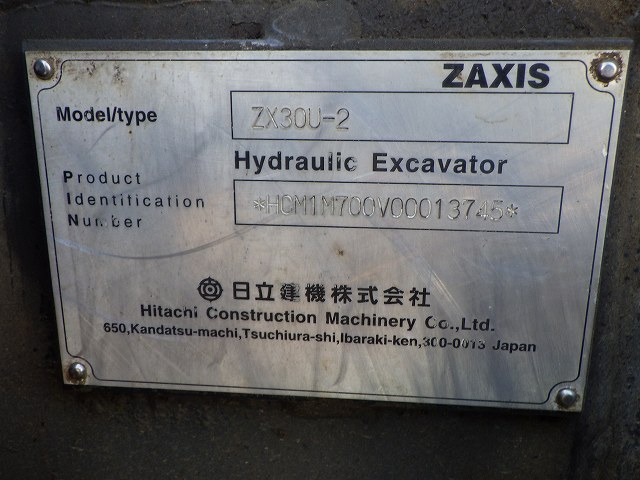 ZAXIS
Model/type ZX30U-2
Hydraulic Excavator
Product
Identification *HCM1M700V00013745*
Number
日立建機株式会社
Hitachi Construction Machinery Co.,Ltd.
650,Kandatsu-machi,Tsuchiura-shi,Ibaraki-ken,300-0013 Japan